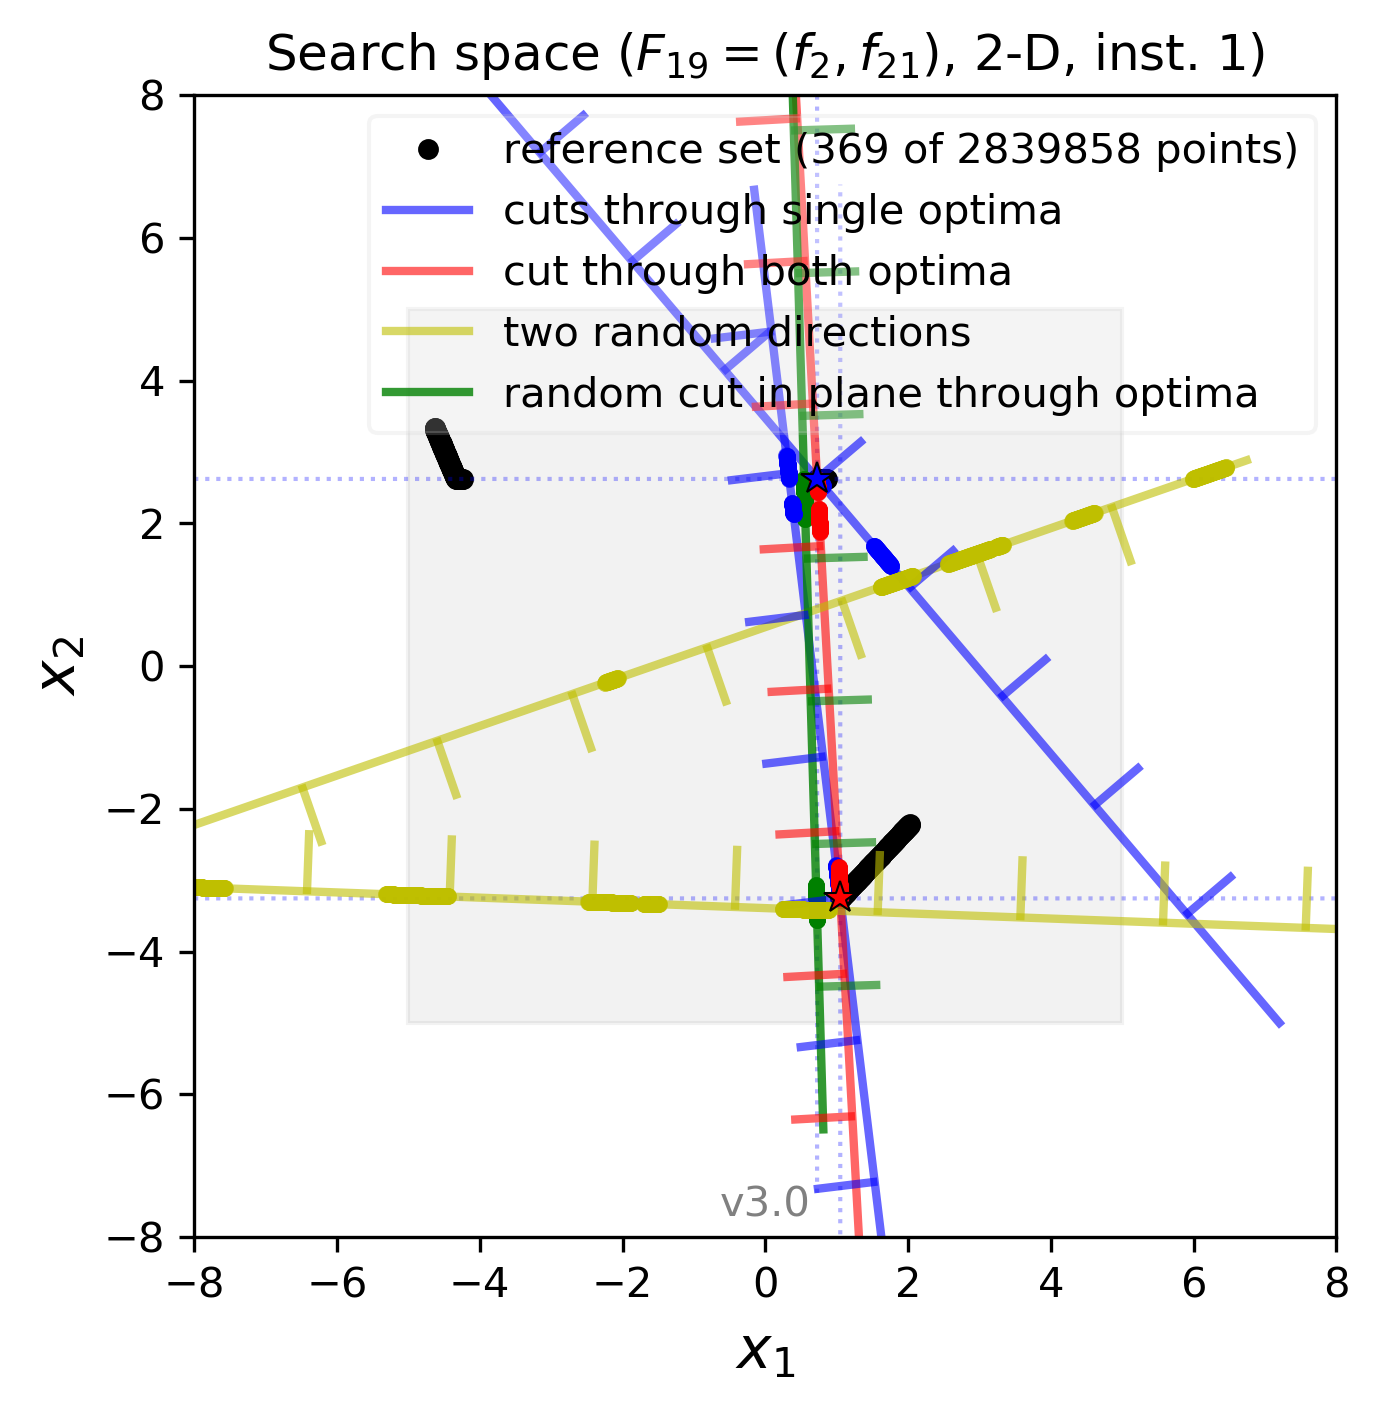 Search space (F₁₉ = (f₂, f₂₁), 2-D, inst. 1)
reference set (369 of 2839858 points)
cuts through single optima
cut through both optima
two random directions
random cut in plane through optima
8
6
4
2
0
−2
−4
−6
−8
x₂
v3.0
−8 −6 −4 −2 0 2 4 6 8
x₁